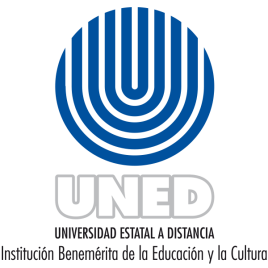 UNED
UNIVERSIDAD ESTATAL A DISTANCIA
Institución Benemérita de la Educación y la Cultura